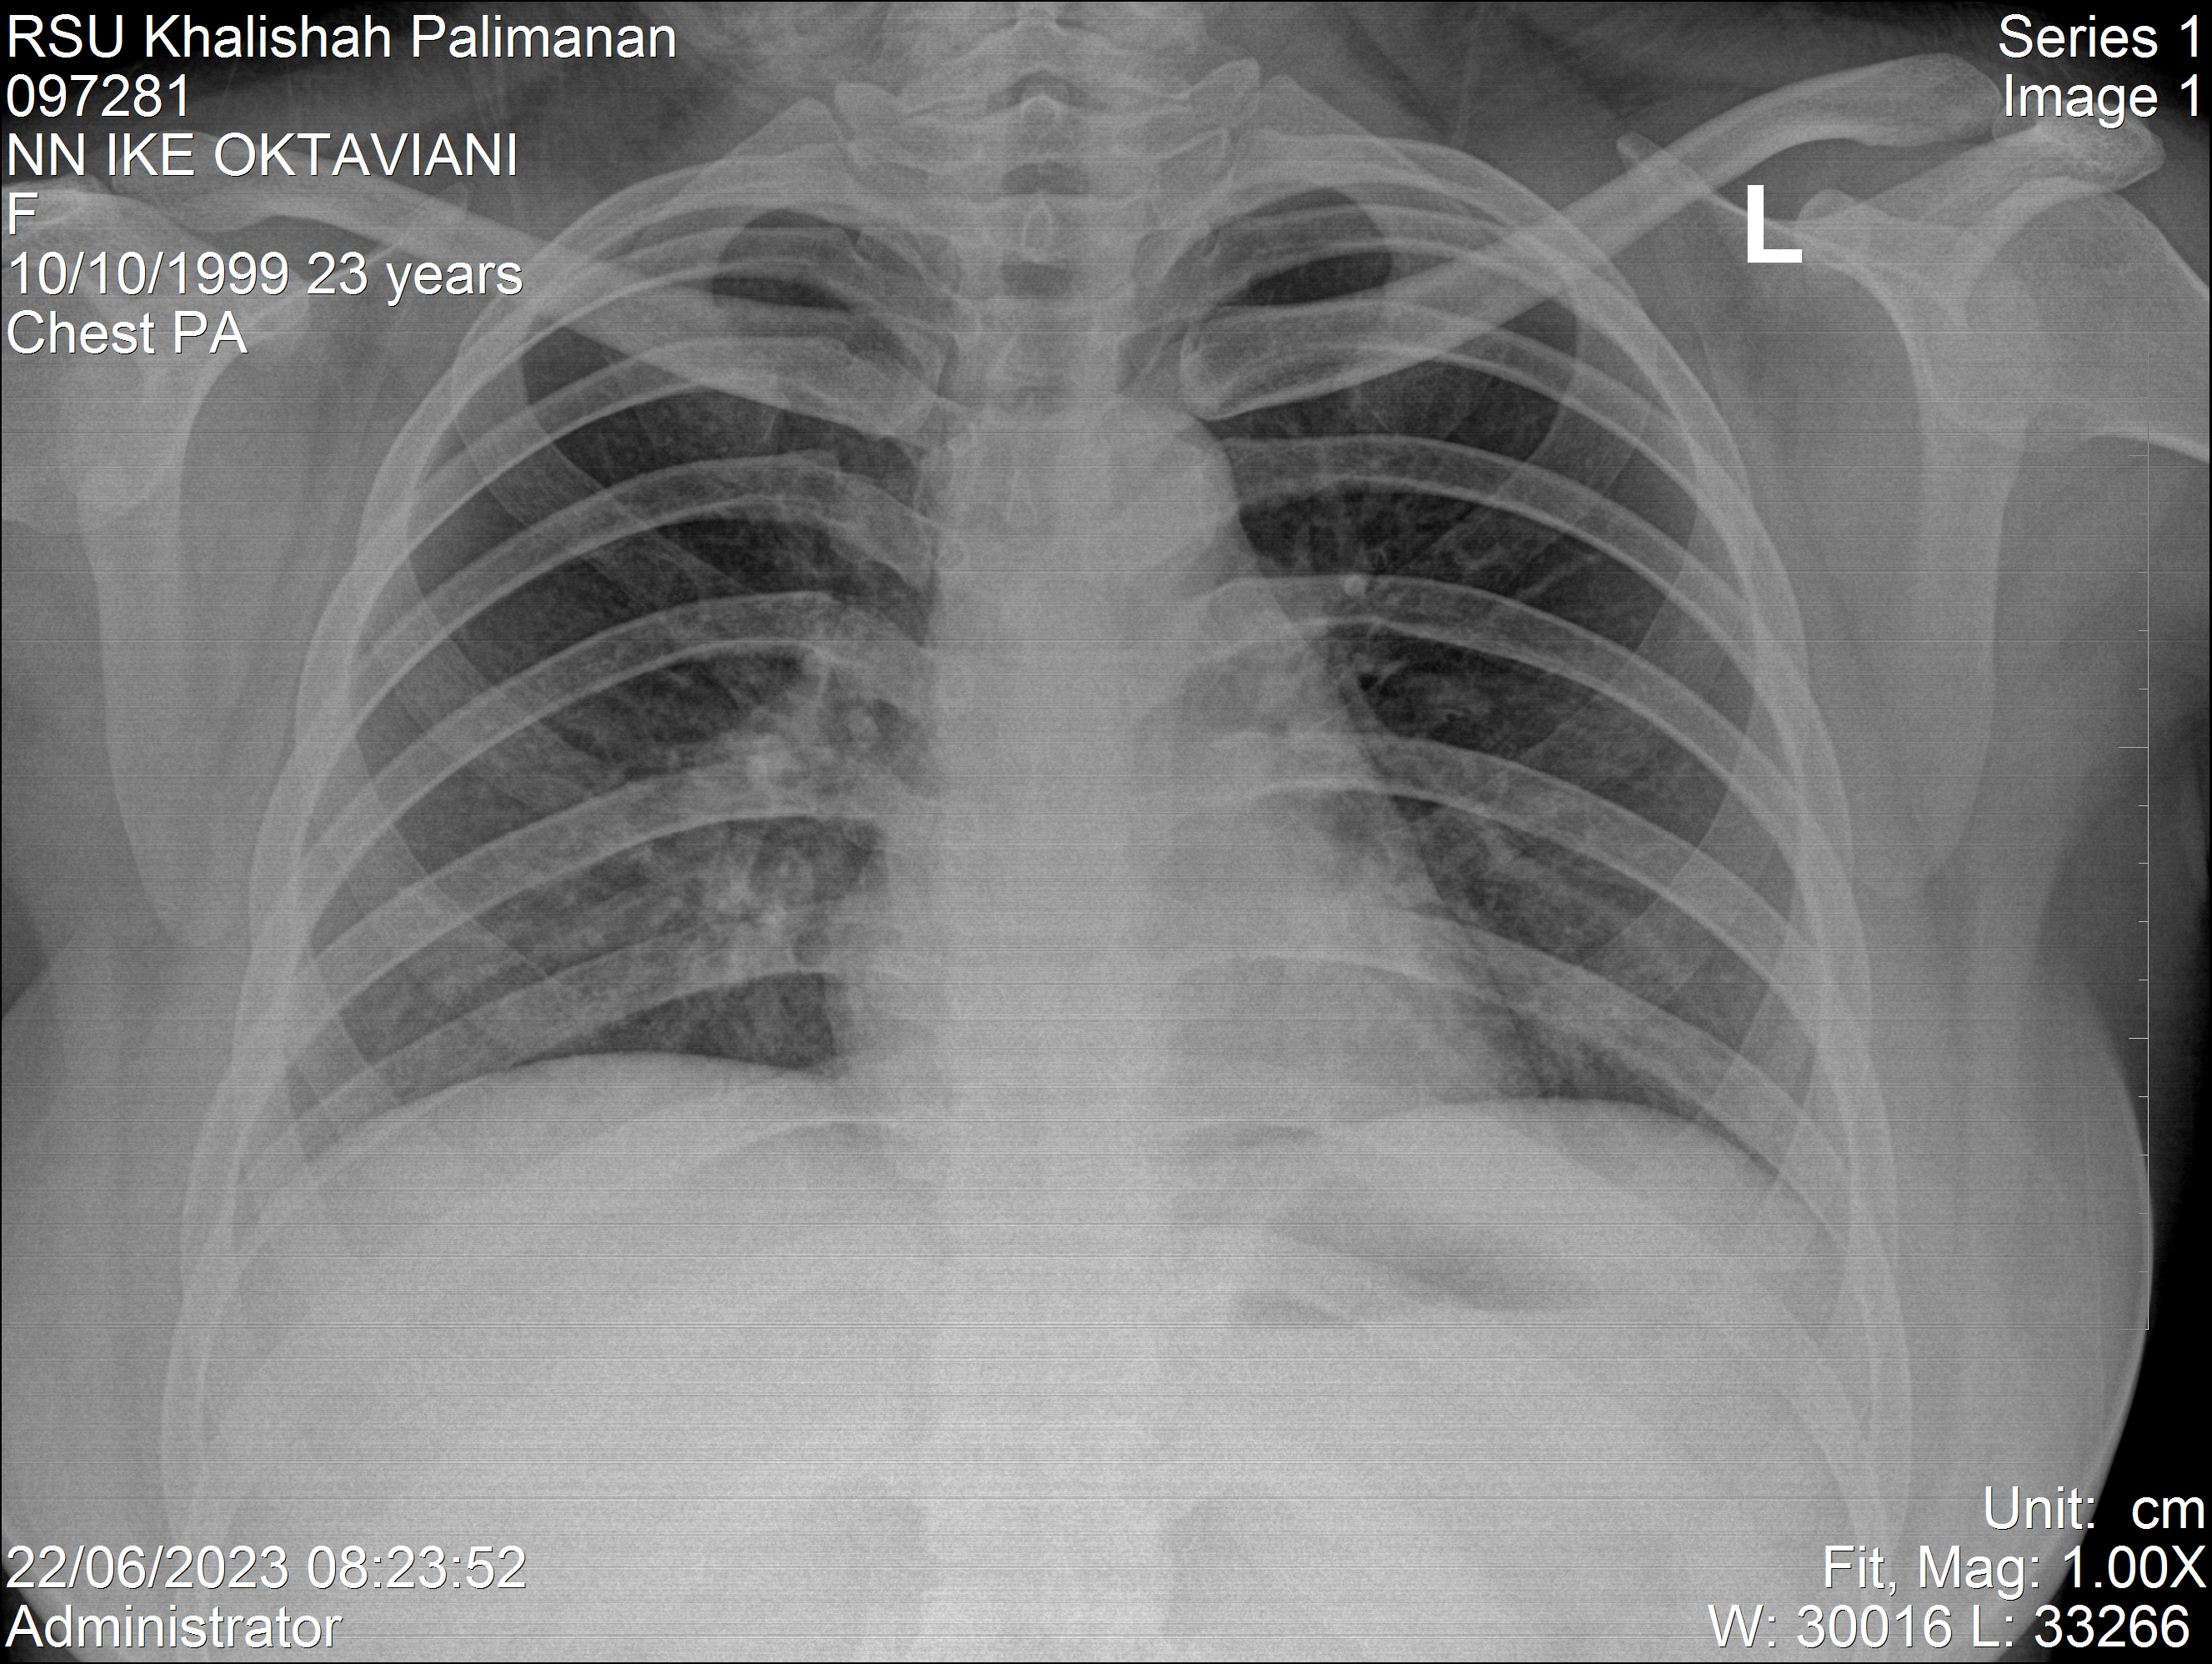 RSU Khalishah Palimanan
097281
NN IKE OKTAVIANI
F
10/10/1999 23 years
Chest PA
Series 1
Image 1
L
22/06/2023 08:23:52
Administrator
Unit: cm
Fit, Mag: 1.00X
W: 30016 L: 33266